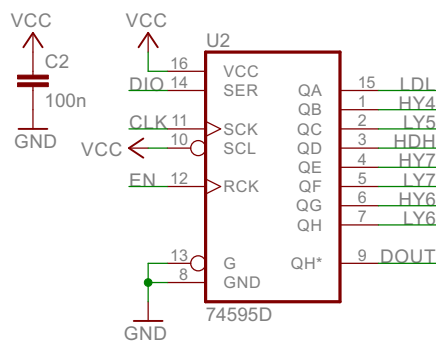 VCC
C2
100n
GND
VCC
U2
16 VCC
DIO 14 SER QA 15 LDL
QB 1 HY4
CLK 11 SCK QC 2 LY5
VCC 10 SCL QD 3 HDH
QE 4 HY7
EN 12 RCK QF 5 LY7
QG 6 HY6
QH 7 LY6
13 G QH* 9 DOUT
8 GND
GND
74595D